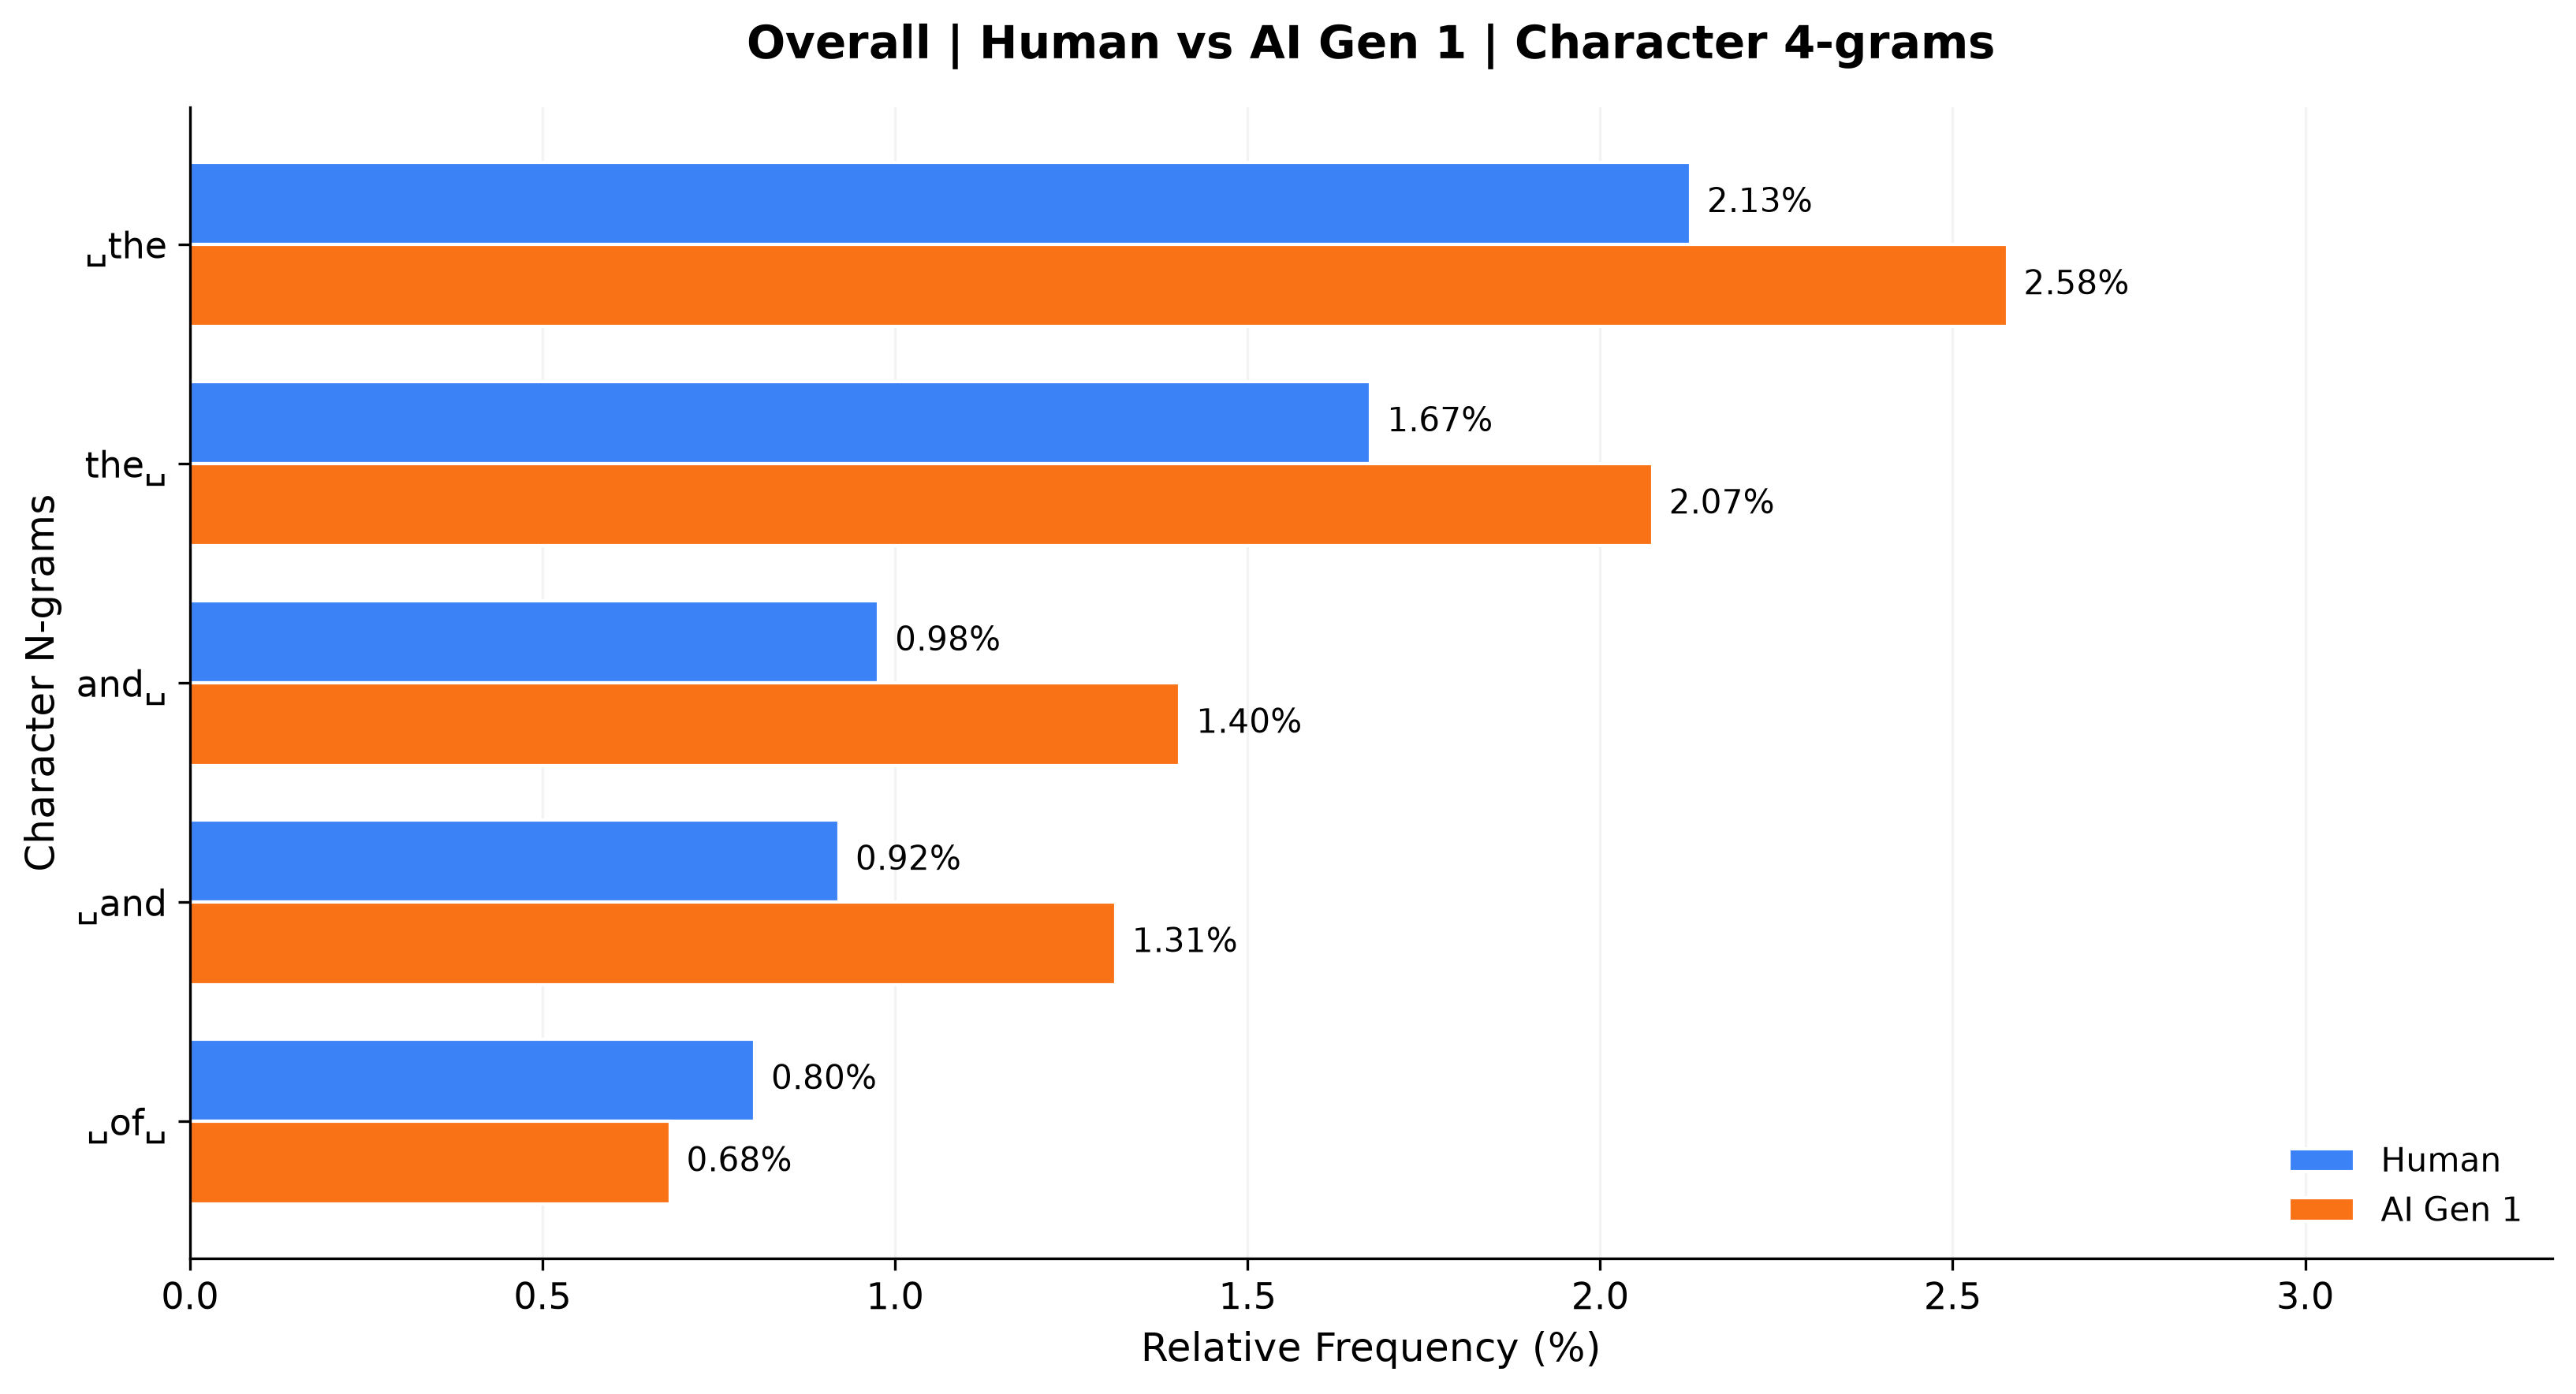 Overall | Human vs AI Gen 1 | Character 4-grams
Character N-grams
␣the
2.13%
2.58%
the␣
1.67%
2.07%
and␣
0.98%
1.40%
␣and
0.92%
1.31%
␣of␣
0.80%
0.68%
Human
AI Gen 1
0.0 0.5 1.0 1.5 2.0 2.5 3.0
Relative Frequency (%)